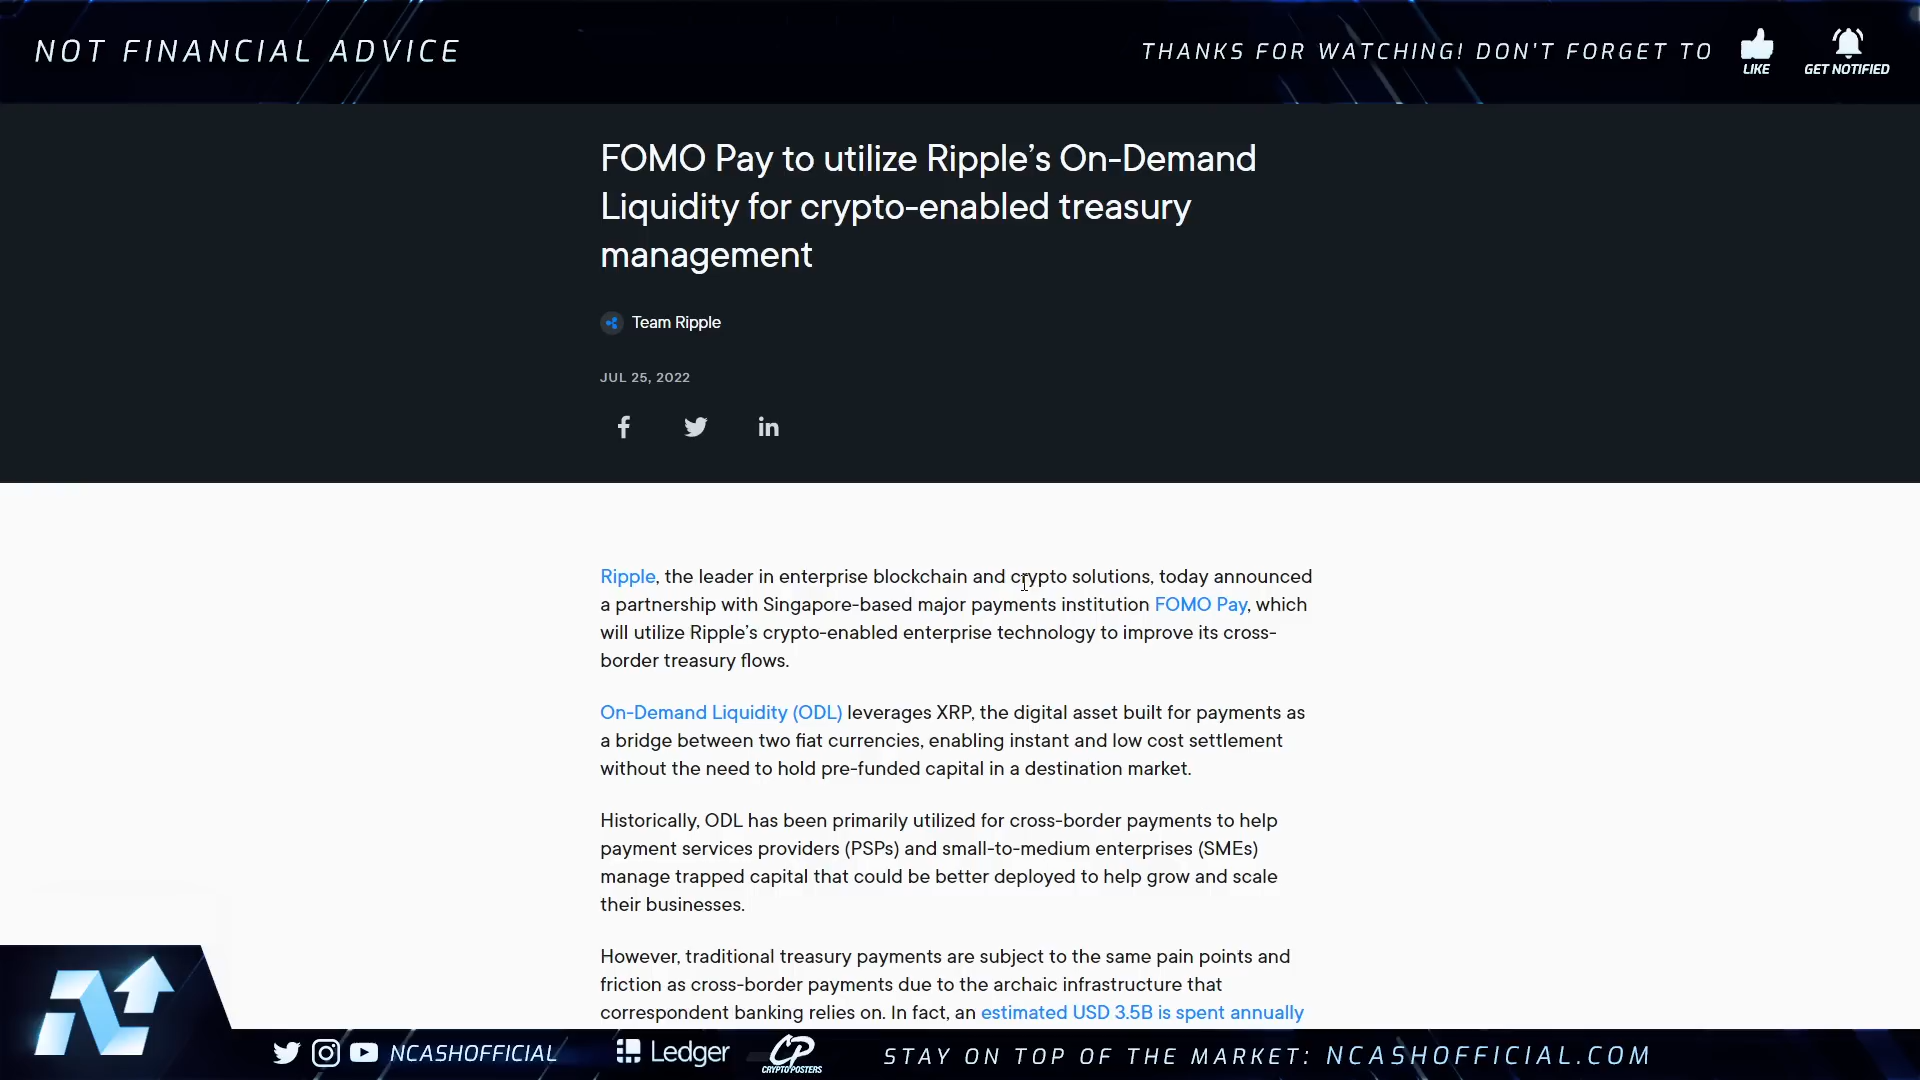 NOT FINANCIAL ADVICE
THANKS FOR WATCHING! DON'T FORGET TO
LIKE
GET NOTIFIED
FOMO Pay to utilize Ripple’s On-Demand
Liquidity for crypto-enabled treasury
management
Team Ripple
JUL 25, 2022
Ripple, the leader in enterprise blockchain and crypto solutions, today announced
a partnership with Singapore-based major payments institution FOMO Pay, which
will utilize Ripple’s crypto-enabled enterprise technology to improve its cross-
border treasury flows.
On-Demand Liquidity (ODL) leverages XRP, the digital asset built for payments as
a bridge between two fiat currencies, enabling instant and low cost settlement
without the need to hold pre-funded capital in a destination market.
Historically, ODL has been primarily utilized for cross-border payments to help
payment services providers (PSPs) and small-to-medium enterprises (SMEs)
manage trapped capital that could be better deployed to help grow and scale
their businesses.
However, traditional treasury payments are subject to the same pain points and
friction as cross-border payments due to the archaic infrastructure that
correspondent banking relies on. In fact, an estimated USD 3.5B is spent annually
NCASHOFFICIAL
Ledger
CP
CRYPTOPOSTERS
STAY ON TOP OF THE MARKET: NCASHOFFICIAL.COM